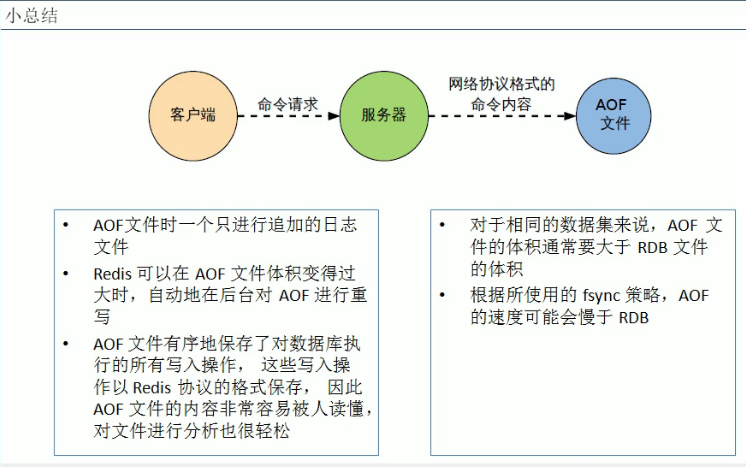 小总结
客户端
命令请求
服务器
网络协议格式的
命令内容
AOF
文件
• AOF文件时一个只进行追加的日志
文件
• Redis 可以在 AOF 文件体积变得过
大时，自动地在后台对 AOF 进行重
写
• AOF 文件有序地保存了对数据库执
行的所有写入操作， 这些写入操
作以 Redis 协议的格式保存， 因此
AOF 文件的内容非常容易被人读懂，
对文件进行分析也很轻松
• 对于相同的数据集来说，AOF 文
件的体积通常要大于 RDB 文件
的体积
• 根据所使用的 fsync 策略，AOF
的速度可能会慢于 RDB